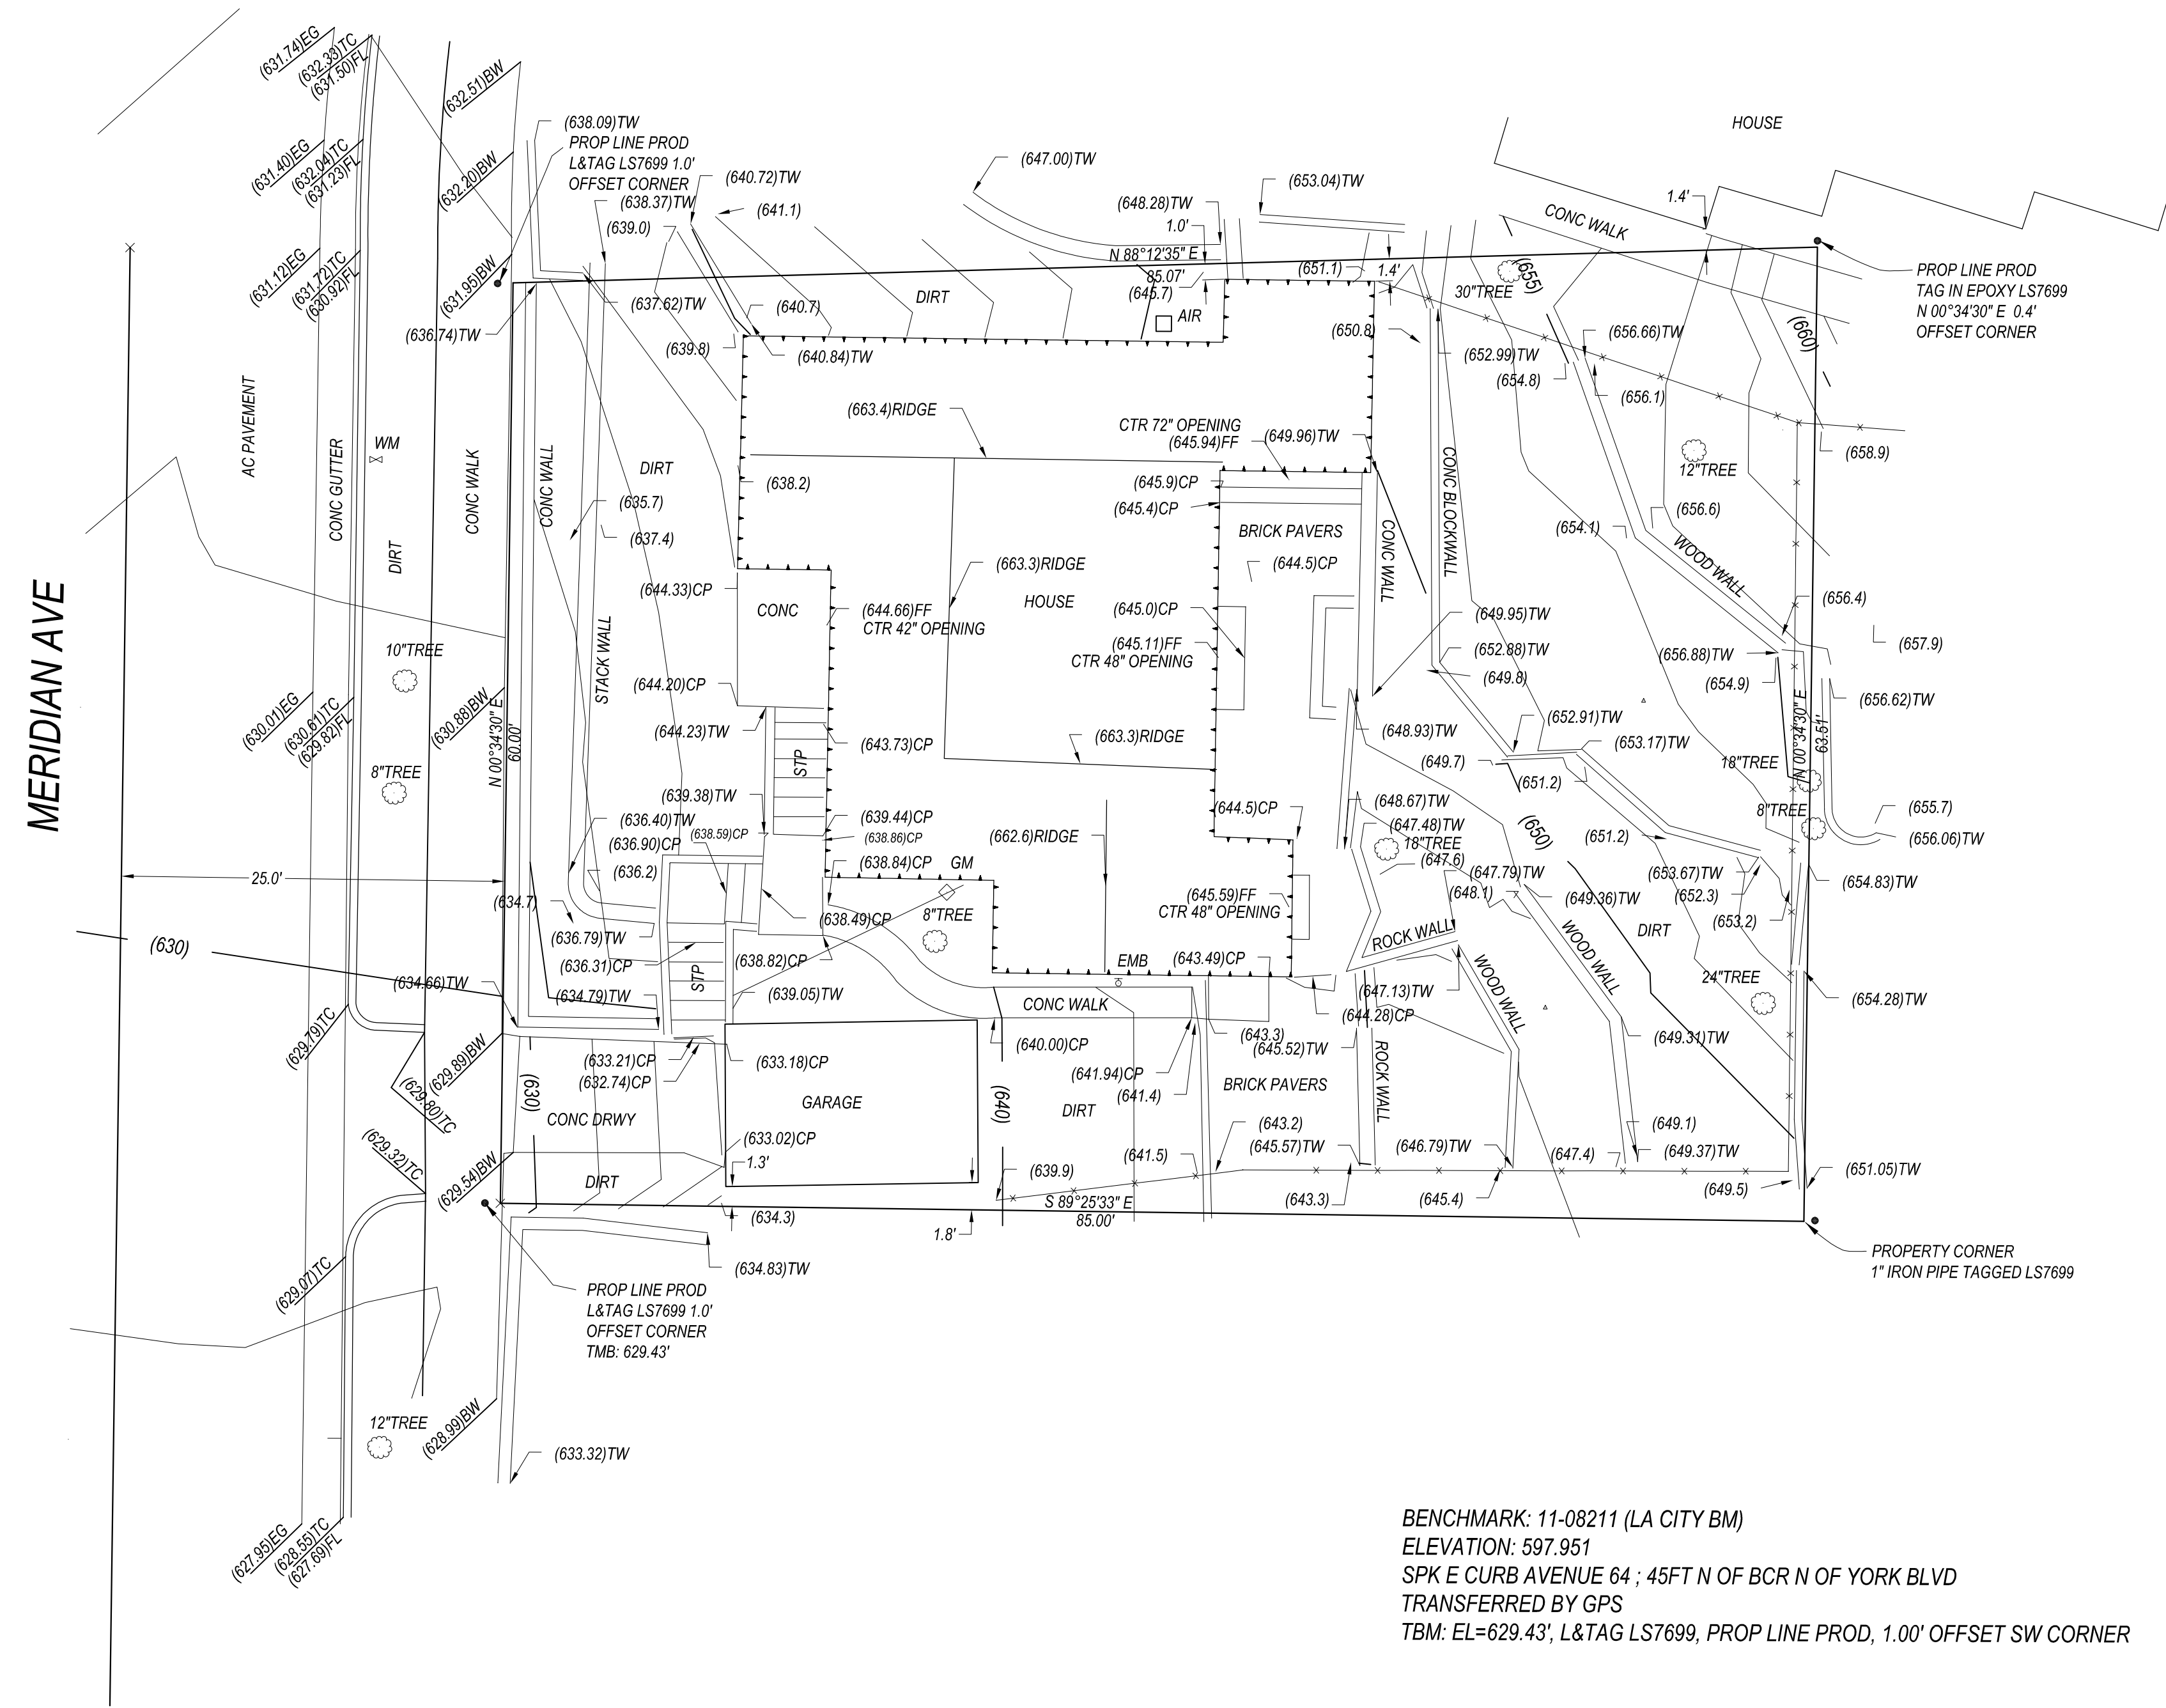 (631.74)EG
(632.33)TC
(631.50)FL
(632.51)BW
(638.09)TW
PROP LINE PROD
L&TAG LS7699 1.0'
OFFSET CORNER
(638.37)TW
(639.0)
(640.72)TW
(641.1)
(647.00)TW
(648.28)TW
1.0'
(653.04)TW
HOUSE
1.4'
CONC WALK
(631.40)EG
(632.04)TC
(631.23)FL
(632.20)BW
(631.12)EG
(631.72)TC
(630.92)FL
(631.95)BW
N 88°12'35" E
85.07'
(645.7)
(651.1)
1.4'
30"TREE
(655)
PROP LINE PROD
TAG IN EPOXY LS7699
N 00°34'30" E 0.4'
OFFSET CORNER
(636.74)TW
(637.62)TW
(640.7)
DIRT
AIR
(639.8)
(640.84)TW
(650.8)
(652.99)TW
(654.8)
(656.66)TW
(656.1)
(660)
AC PAVEMENT
CONC GUTTER
WM
DIRT
CONC WALK
CONC WALL
DIRT
(663.4)RIDGE
CTR 72" OPENING
(645.94)FF
(649.96)TW
(658.9)
12"TREE
(638.2)
(645.9)CP
(645.4)CP
CONC BLOCKWALL
(635.7)
(637.4)
BRICK PAVERS
CONC WALL
(654.1)
(656.6)
WOOD WALL
MERIDIAN AVE
(644.33)CP
CONC
(644.66)FF
CTR 42" OPENING
(663.3)RIDGE
HOUSE
(644.5)CP
(645.0)CP
(645.11)FF
CTR 48" OPENING
(649.95)TW
(652.88)TW
(649.8)
(656.4)
(657.9)
(656.88)TW
(654.9)
(656.62)TW
10"TREE
STACK WALL
(644.20)CP
(644.23)TW
(630.01)EG
(630.61)TC
(629.82)FL
(630.88)BW
N 00°34'30" E
60.00'
(643.73)CP
STP
(663.3)RIDGE
(648.93)TW
(649.7)
(652.91)TW
(653.17)TW
(651.2)
18"TREE
N 00°34'30" E
63.51'
8"TREE
8"TREE
(639.38)TW
(636.40)TW
(636.90)CP
(638.59)CP
(639.44)CP
(638.86)CP
(636.2)
(638.84)CP
GM
(662.6)RIDGE
(644.5)CP
(648.67)TW
(647.48)TW
18"TREE
(647.6)
(647.79)TW
(648.1)
(650)
(651.2)
(655.7)
(656.06)TW
25.0'
(630)
(634.7)
(636.79)TW
(636.31)CP
(638.49)CP
8"TREE
(645.59)FF
CTR 48" OPENING
(649.36)TW
(653.67)TW
(652.3)
(654.83)TW
(653.2)
DIRT
WOOD WALL
ROCK WALL
WOOD WALL
24"TREE
(634.66)TW
(634.79)TW
STP
(638.82)CP
(639.05)TW
EMB
(643.49)CP
CONC WALK
(647.13)TW
(644.28)CP
(654.28)TW
(629.79)TC
(629.89)BW
(629.80)TC
(633.21)CP
(632.74)CP
(633.18)CP
(640.00)CP
(643.3)
(645.52)TW
(641.94)CP
(641.4)
BRICK PAVERS
ROCK WALL
(649.31)TW
(630)
CONC DRWY
GARAGE
(640)
DIRT
(629.32)TC
(629.54)BW
DIRT
(633.02)CP
1.3'
(643.2)
(645.57)TW
(646.79)TW
(649.1)
(647.4)
(649.37)TW
(641.5)
(639.9)
(643.3)
(645.4)
(649.5)
(651.05)TW
S 89°25'33" E
85.00'
(634.3)
1.8'
(634.83)TW
PROPERTY CORNER
1" IRON PIPE TAGGED LS7699
(629.07)TC
PROP LINE PROD
L&TAG LS7699 1.0'
OFFSET CORNER
TMB: 629.43'
12"TREE
(628.99)BW
(633.32)TW
(627.95)EG
(628.55)TC
(627.69)FL
BENCHMARK: 11-08211 (LA CITY BM)
ELEVATION: 597.951
SPK E CURB AVENUE 64 ; 45FT N OF BCR N OF YORK BLVD
TRANSFERRED BY GPS
TBM: EL=629.43', L&TAG LS7699, PROP LINE PROD, 1.00' OFFSET SW CORNER